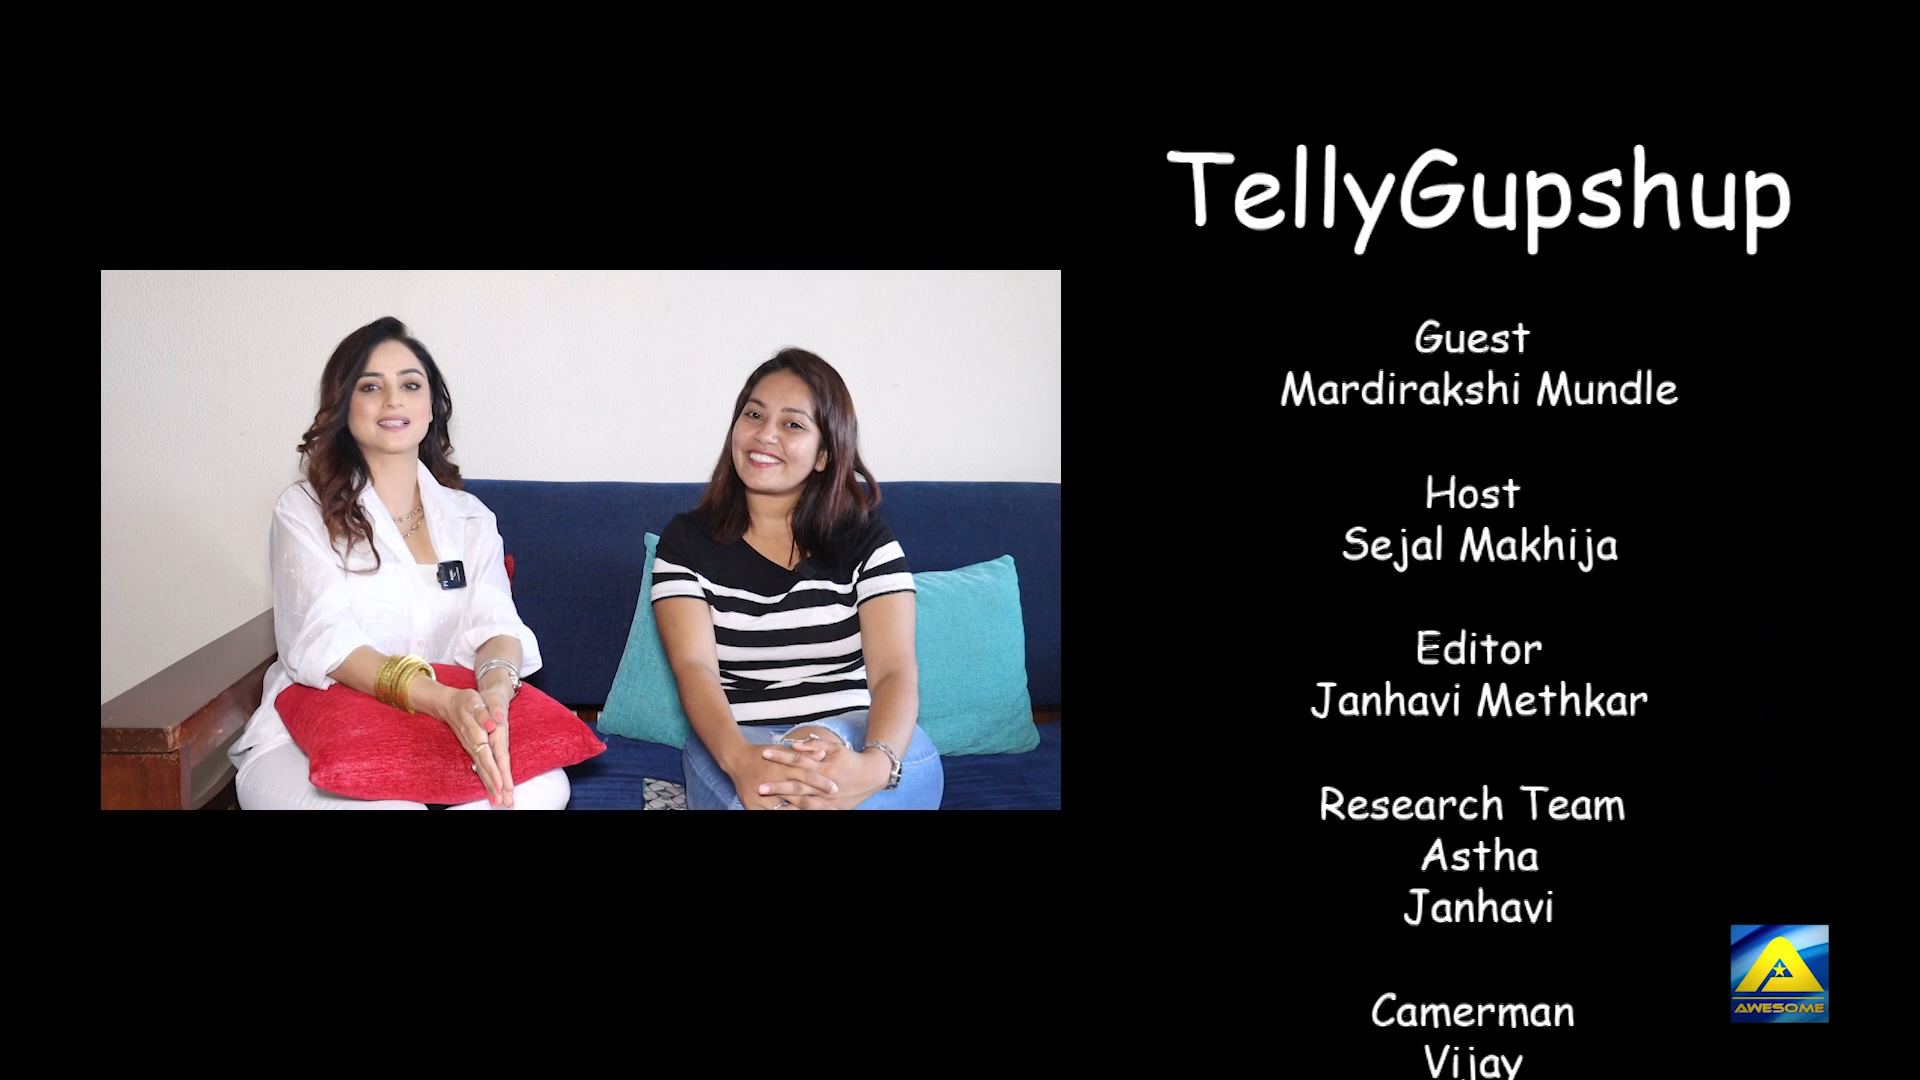 TellyGupshup
Guest
Mardirakshi Mundle
Host
Sejal Makhija
Editor
Janhavi Methkar
Research Team
Astha
Janhavi
Camerman
Vijay
AWESOME